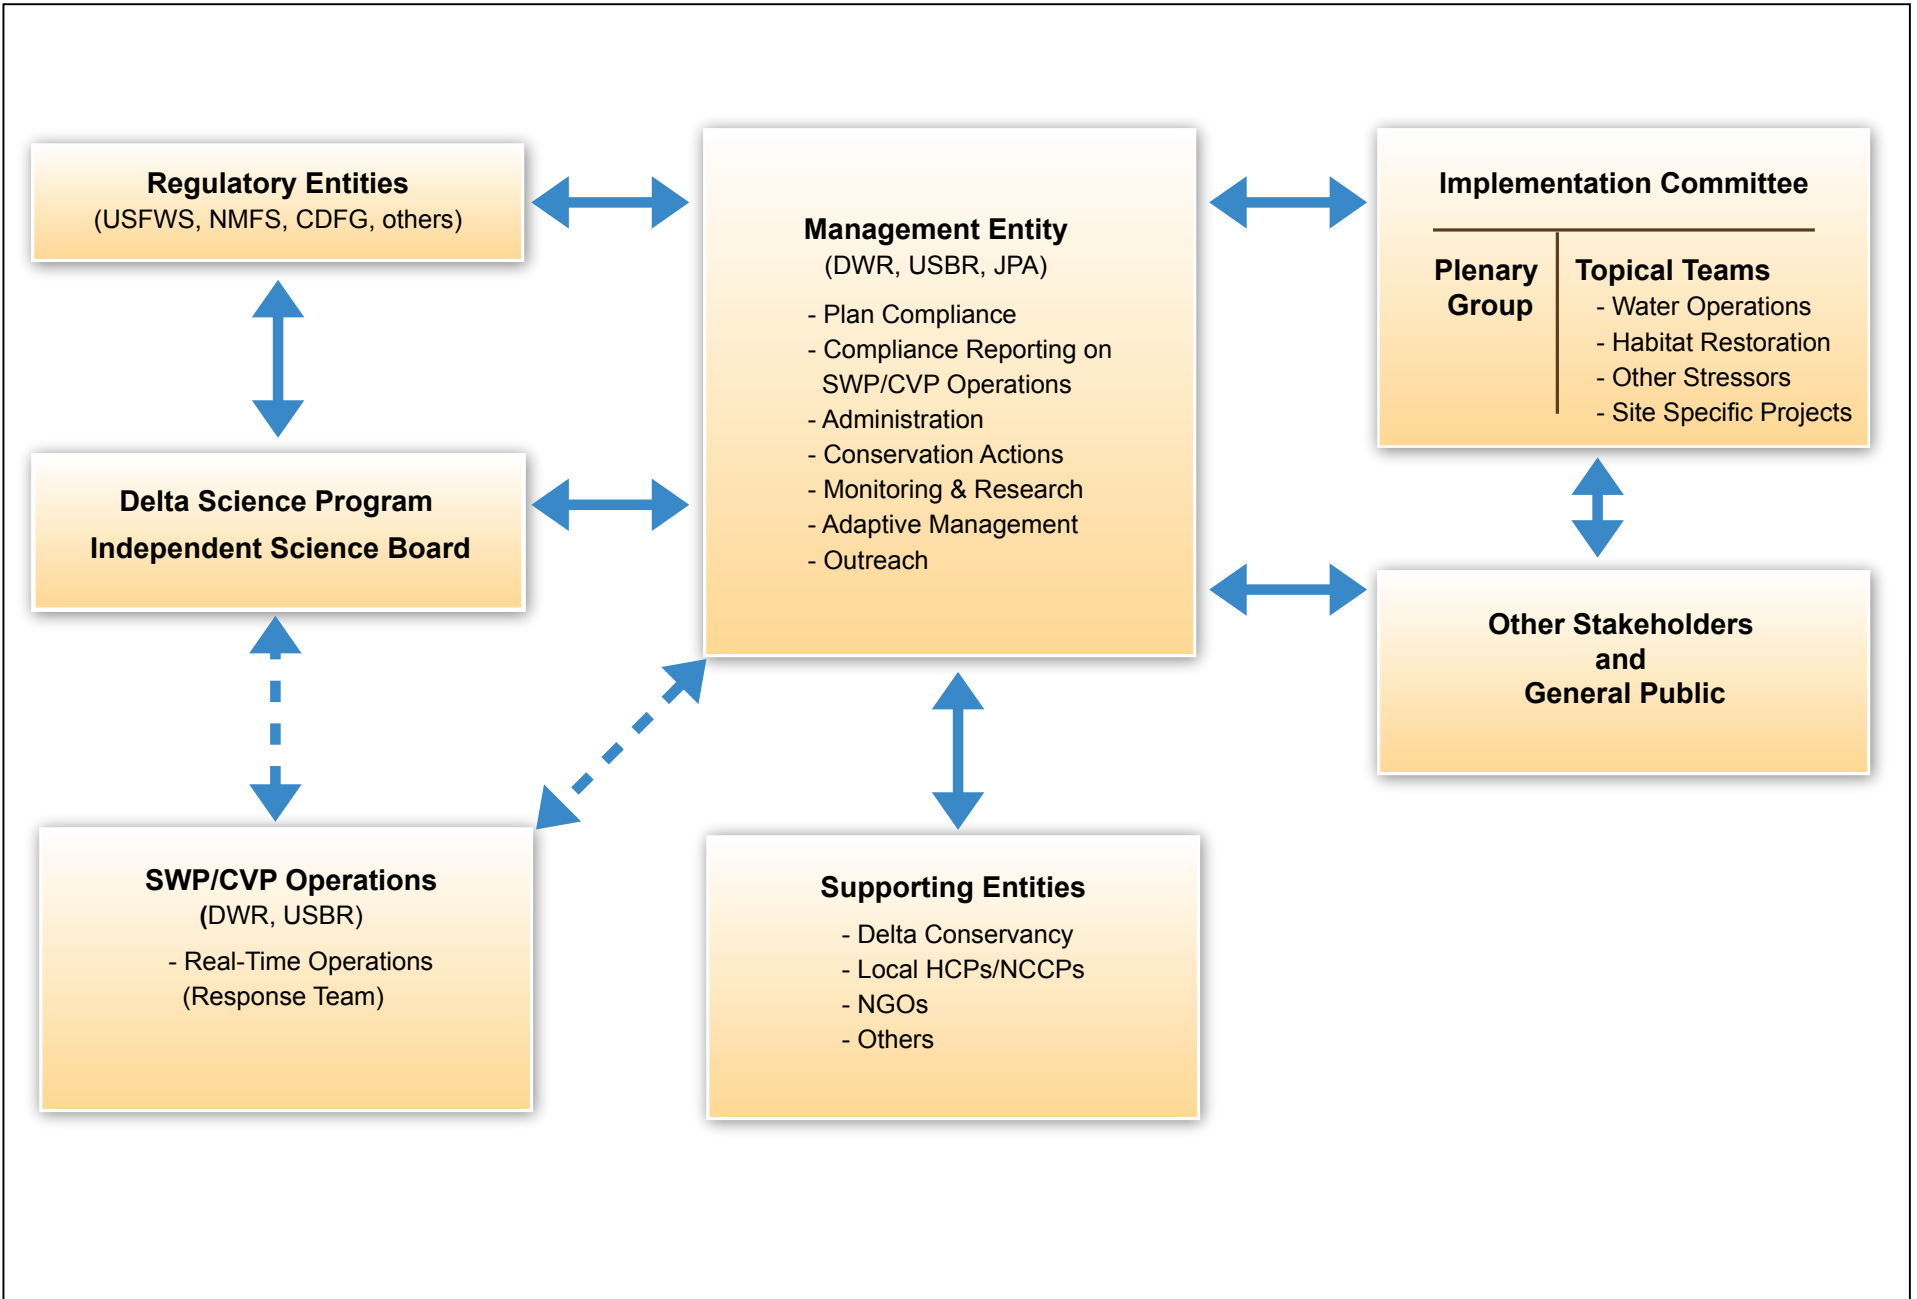 Regulatory Entities
(USFWS, NMFS, CDFG, others)
Management Entity
(DWR, USBR, JPA)
- Plan Compliance
- Compliance Reporting on
SWP/CVP Operations
- Administration
- Conservation Actions
- Monitoring & Research
- Adaptive Management
- Outreach
Implementation Committee
Plenary
Group
Topical Teams
- Water Operations
- Habitat Restoration
- Other Stressors
- Site Specific Projects
Delta Science Program
Independent Science Board
Other Stakeholders
and
General Public
SWP/CVP Operations
(DWR, USBR)
- Real-Time Operations
(Response Team)
Supporting Entities
- Delta Conservancy
- Local HCPs/NCCPs
- NGOs
- Others